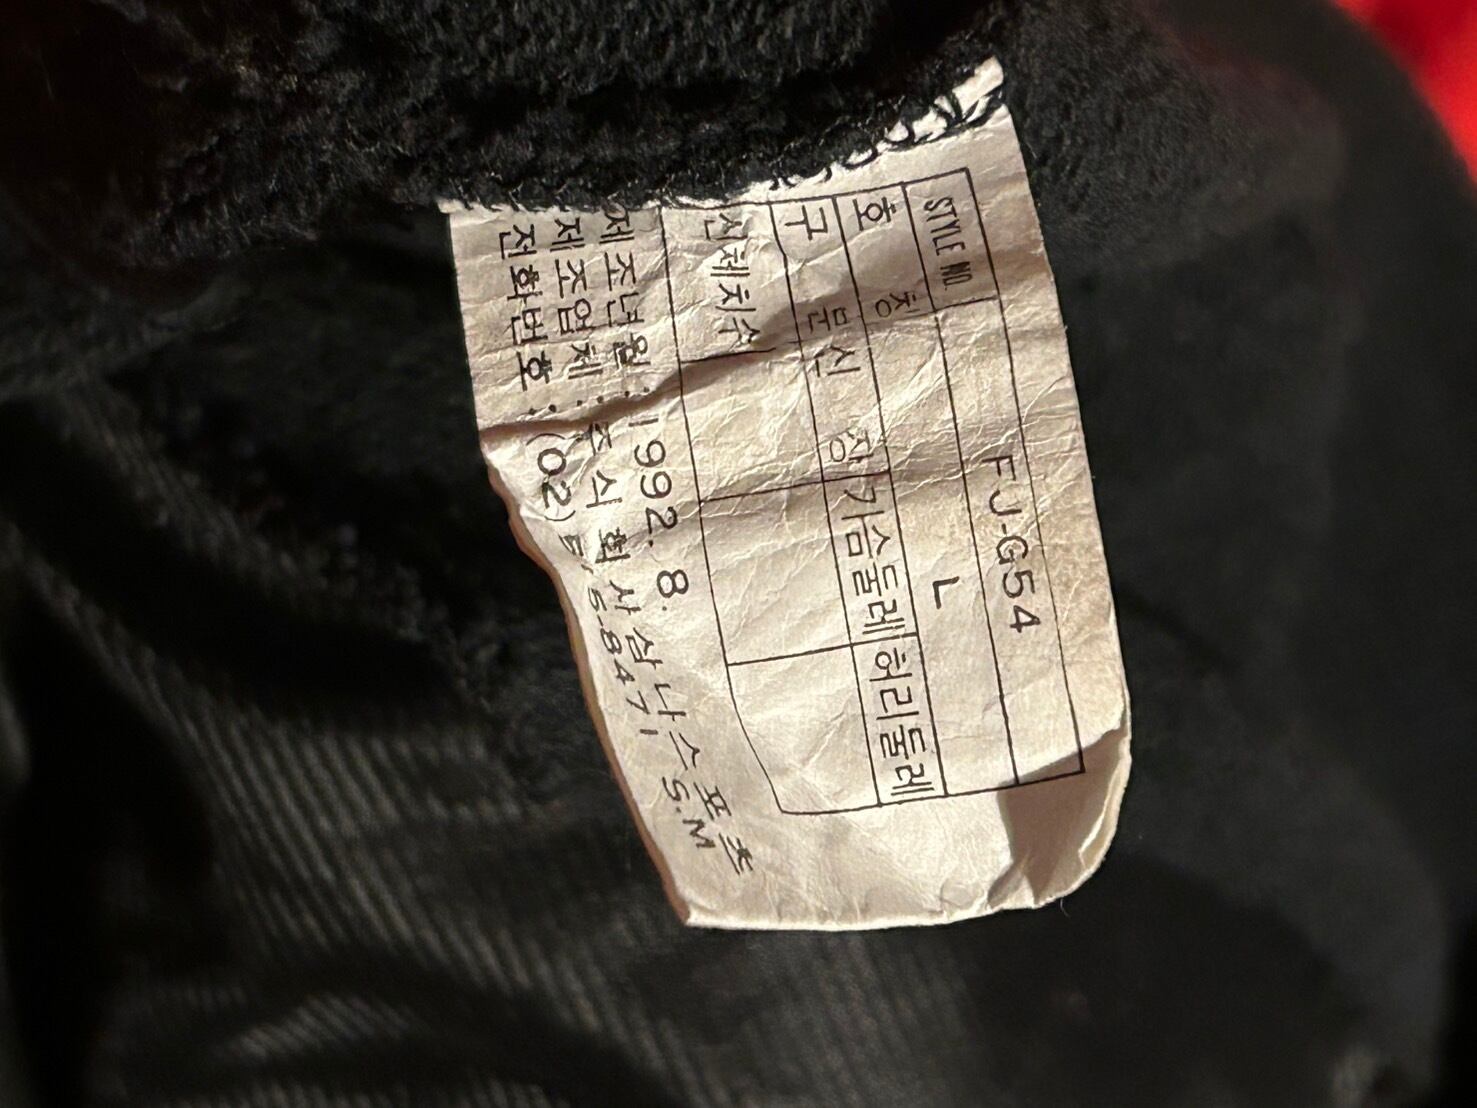 STYLE NO. FJ-G54
호 칭 L
구 분 신 장 가슴둘레 허리둘레
신체치수
제조년월 : 1992. 8.
제조업체 : 주식회사삼나스포츠
전화번호 : (02) 5-8471 S.M